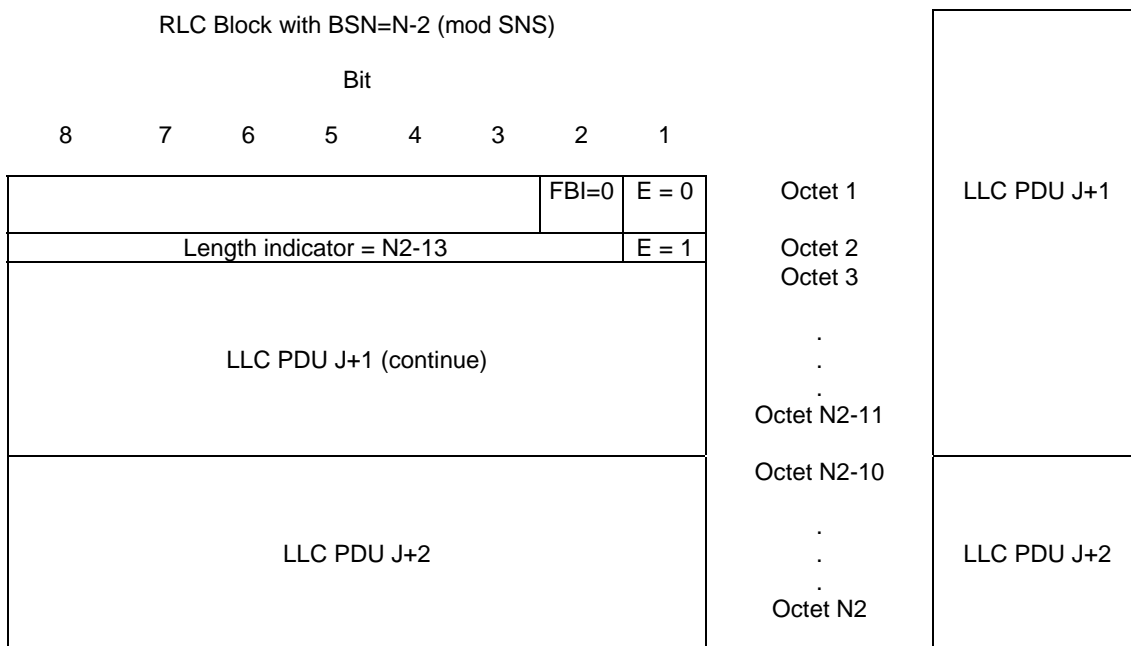 RLC Block with BSN=N-2 (mod SNS)
Bit
8 7 6 5 4 3 2 1
FBI=0 E = 0 Octet 1 LLC PDU J+1
Length indicator = N2-13 E = 1 Octet 2
Octet 3
.
LLC PDU J+1 (continue) .
.
Octet N2-11
Octet N2-10
.
LLC PDU J+2 . LLC PDU J+2
.
Octet N2